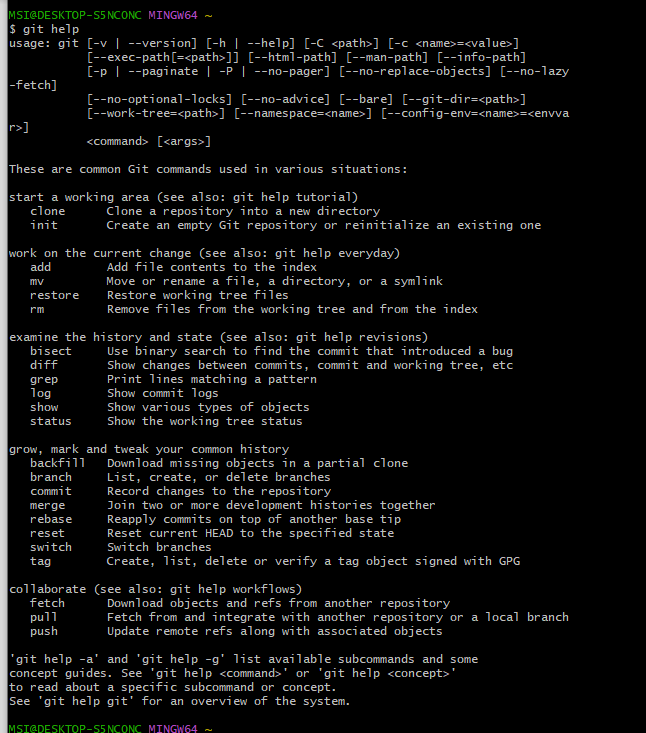 MSI@DESKTOP-S5NCONC MINGW64 ~
$ git help
usage: git [-v | --version] [-h | --help] [-C <path>] [-c <name>=<value>]
           [--exec-path[=<path>]] [--html-path] [--man-path] [--info-path]
           [-p | --paginate | -P | --no-pager] [--no-replace-objects] [--no-lazy
-fetch]
           [--no-optional-locks] [--no-advice] [--bare] [--git-dir=<path>]
           [--work-tree=<path>] [--namespace=<name>] [--config-env=<name>=<envva
r>]
           <command> [<args>]

These are common Git commands used in various situations:

start a working area (see also: git help tutorial)
   clone      Clone a repository into a new directory
   init       Create an empty Git repository or reinitialize an existing one

work on the current change (see also: git help everyday)
   add        Add file contents to the index
   mv         Move or rename a file, a directory, or a symlink
   restore    Restore working tree files
   rm         Remove files from the working tree and from the index

examine the history and state (see also: git help revisions)
   bisect     Use binary search to find the commit that introduced a bug
   diff       Show changes between commits, commit and working tree, etc
   grep       Print lines matching a pattern
   log        Show commit logs
   show       Show various types of objects
   status     Show the working tree status

grow, mark and tweak your common history
   backfill   Download missing objects in a partial clone
   branch     List, create, or delete branches
   commit     Record changes to the repository
   merge      Join two or more development histories together
   rebase     Reapply commits on top of another base tip
   reset      Reset current HEAD to the specified state
   switch     Switch branches
   tag        Create, list, delete or verify a tag object signed with GPG

collaborate (see also: git help workflows)
   fetch      Download objects and refs from another repository
   pull       Fetch from and integrate with another repository or a local branch
   push       Update remote refs along with associated objects

'git help -a' and 'git help -g' list available subcommands and some
concept guides. See 'git help <command>' or 'git help <concept>'
to read about a specific subcommand or concept.
See 'git help git' for an overview of the system.

MSI@DESKTOP-S5NCONC MINGW64 ~